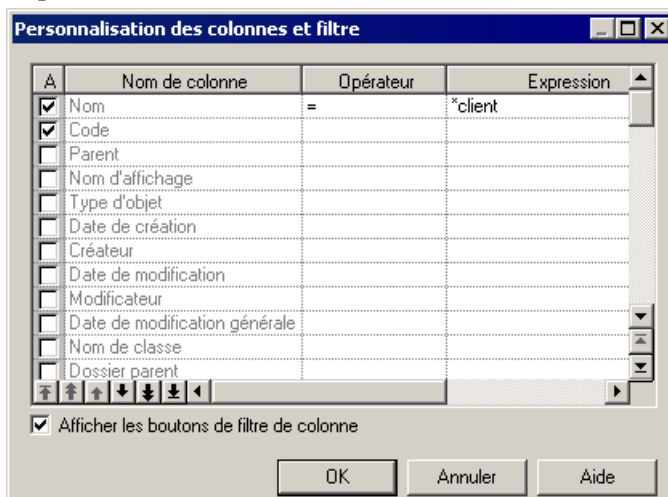 Personnalisation des colonnes et filtre
A Nom de colonne Opérateur Expression
Nom = *client
Code
Parent
Nom d'affichage
Type d'objet
Date de création
Créateur
Date de modification
Modificateur
Date de modification générale
Nom de classe
Dossier parent
Afficher les boutons de filtre de colonne
OK Annuler Aide